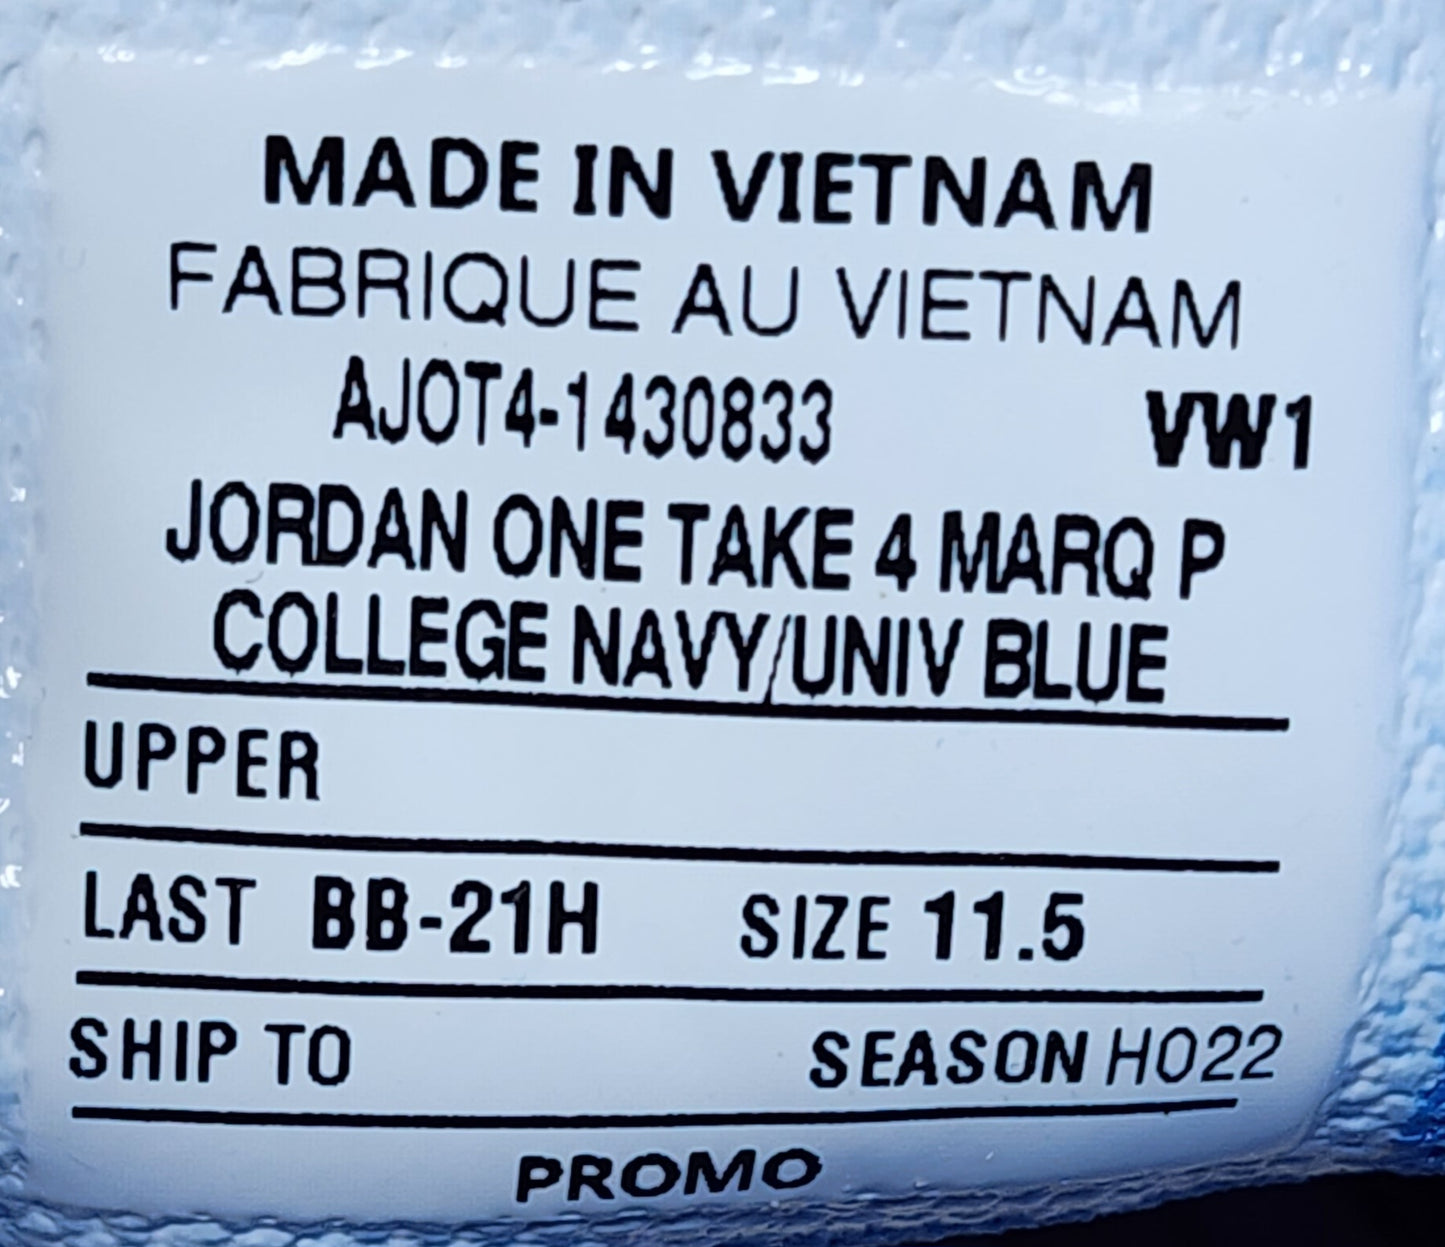 MADE IN VIETNAM
FABRIQUE AU VIETNAM
AJOT4-1430833 VW1
JORDAN ONE TAKE 4 MARQ P
COLLEGE NAVY/UNIV BLUE
UPPER
LAST BB-21H SIZE 11.5
SHIP TO SEASON HO22
PROMO